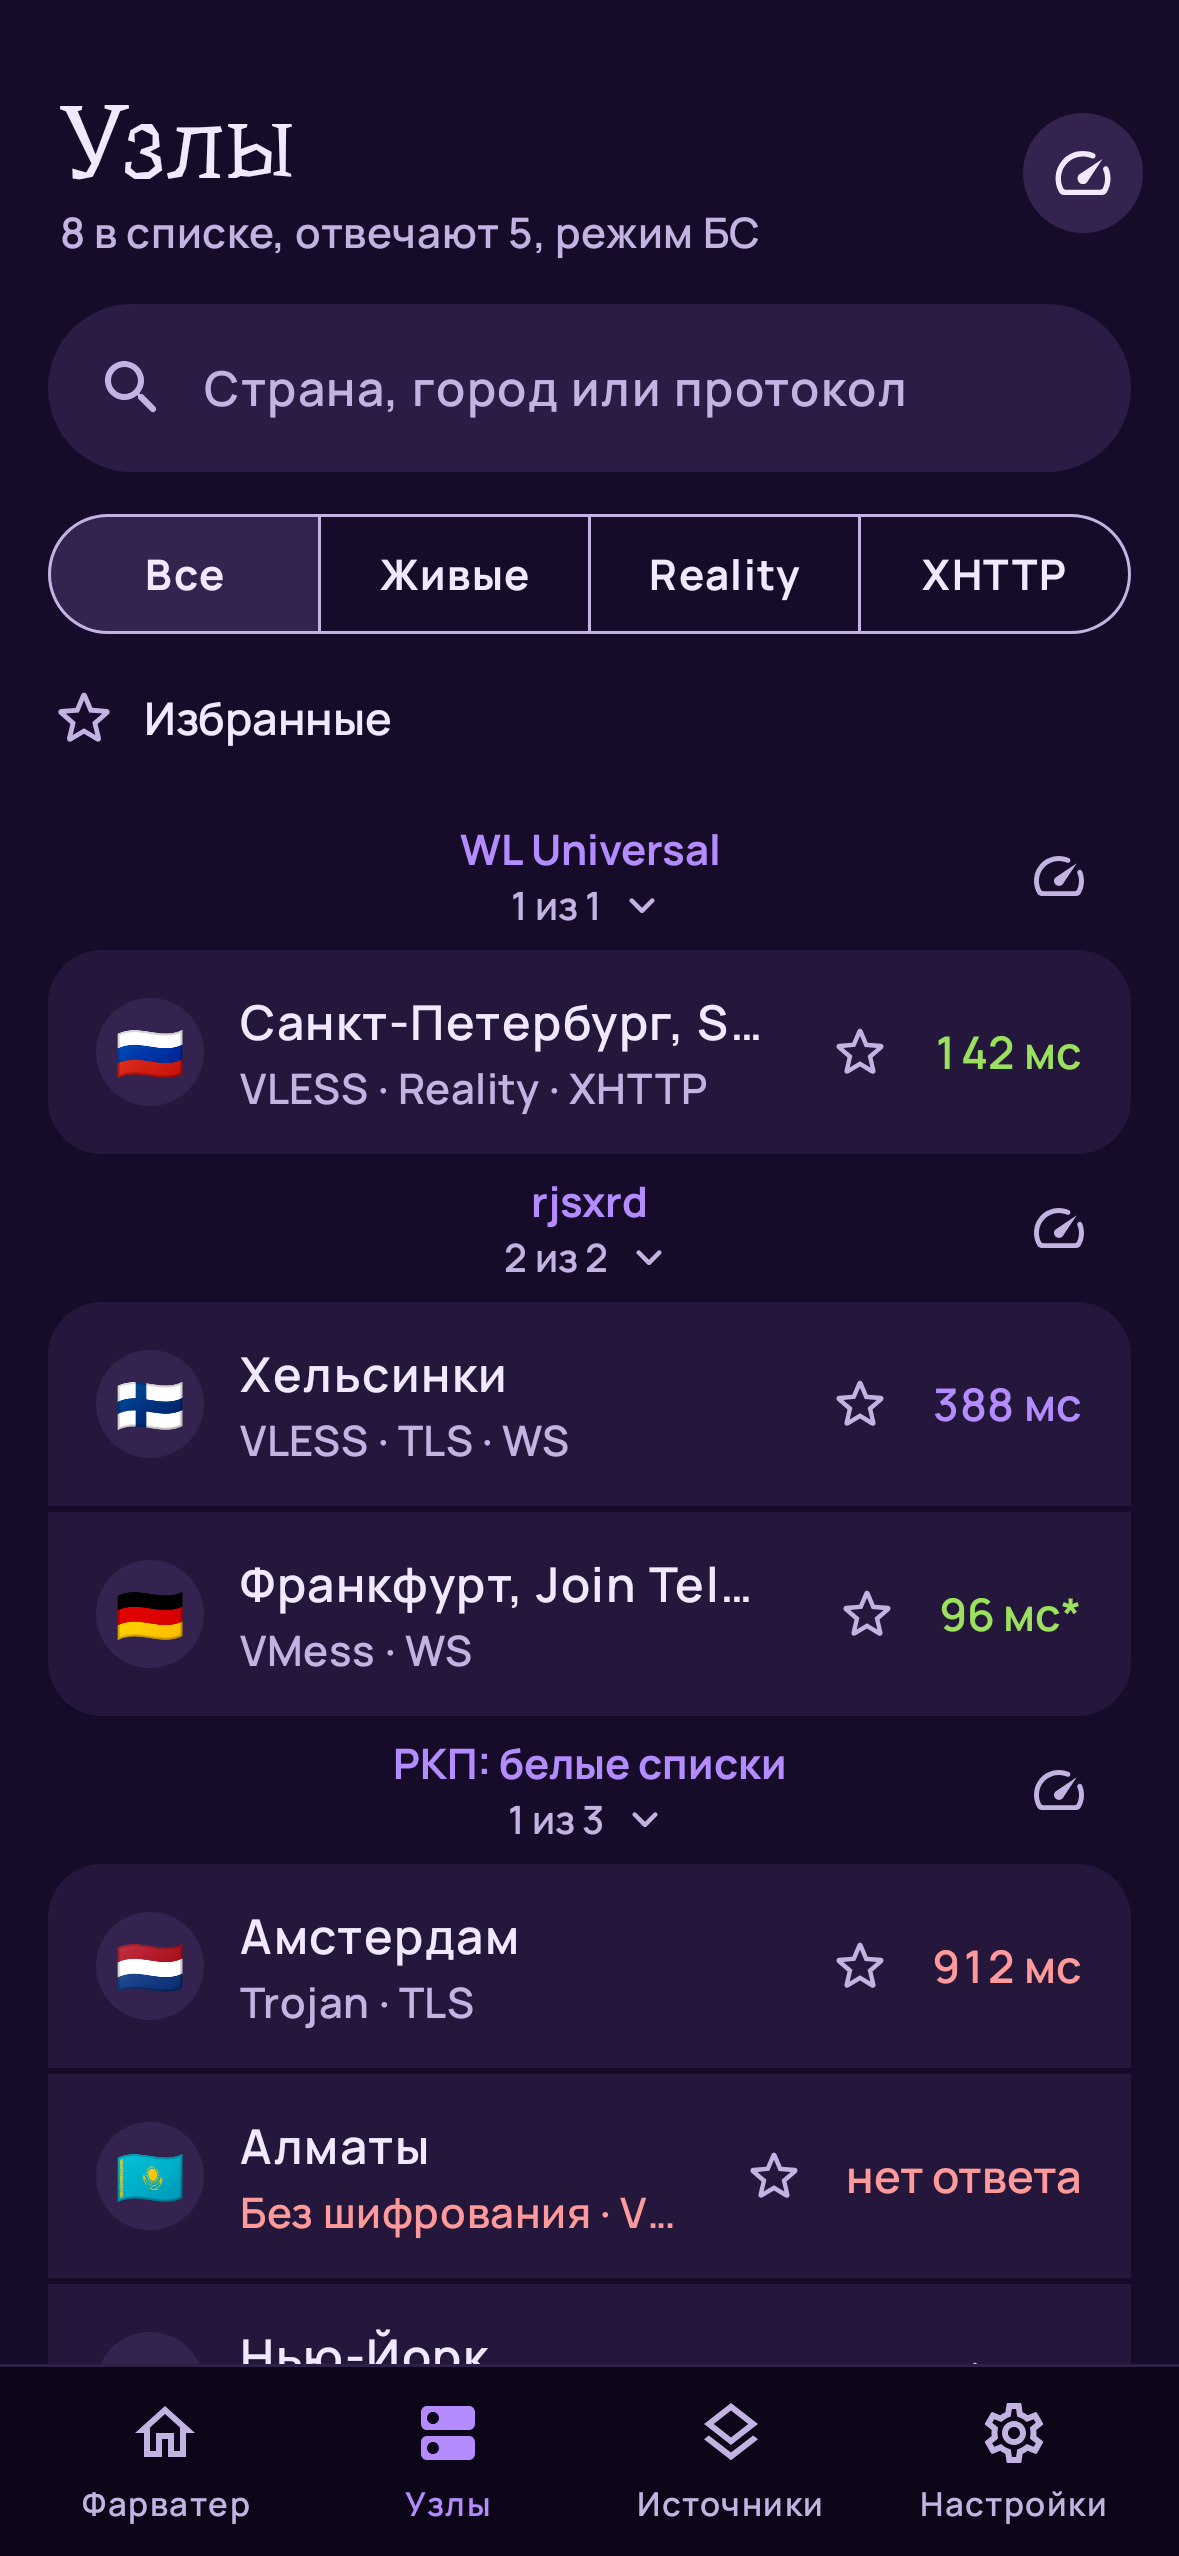 Узлы
8 в списке, отвечают 5, режим БС
Страна, город или протокол
Все
Живые
Reality
XHTTP
Избранные
WL Universal
1 из 1
Санкт-Петербург, S…
VLESS · Reality · XHTTP
142 мс
rjsxrd
2 из 2
Хельсинки
VLESS · TLS · WS
388 мс
Франкфурт, Join Tel…
VMess · WS
96 мс*
РКП: белые списки
1 из 3
Амстердам
Trojan · TLS
912 мс
Алматы
Без шифрования · V…
нет ответа
Нью-Йорк
Фарватер
Узлы
Источники
Настройки